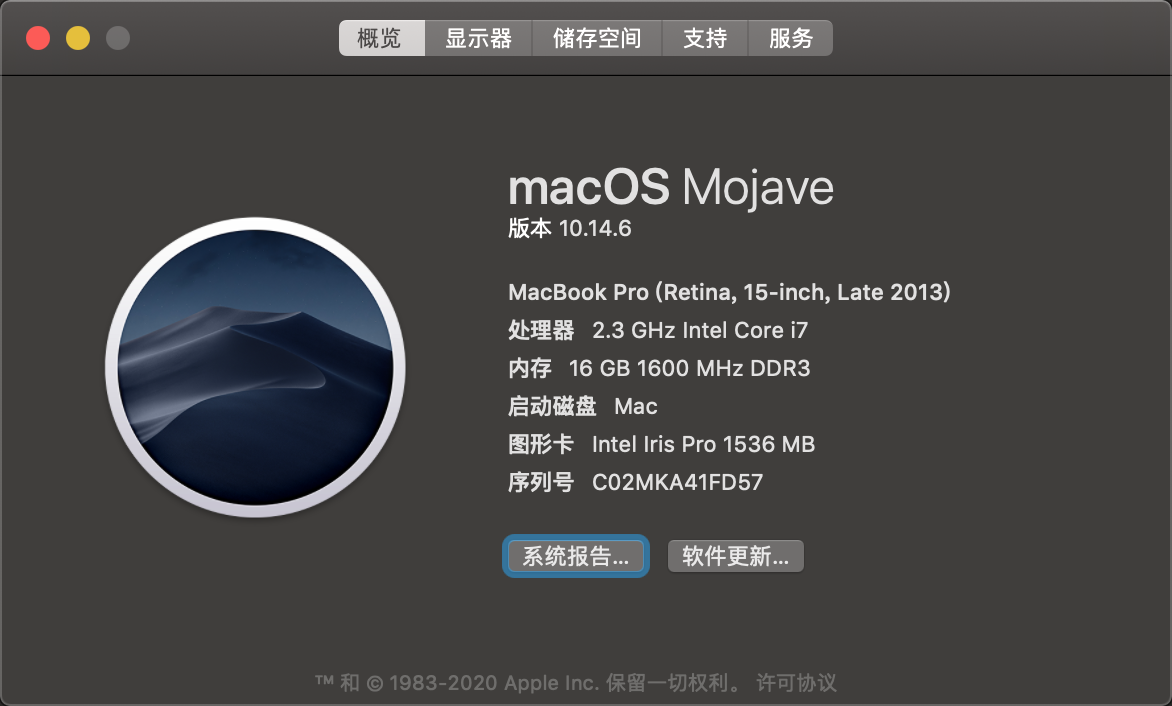 概览 显示器 储存空间 支持 服务
macOS Mojave
版本 10.14.6
MacBook Pro (Retina, 15-inch, Late 2013)
处理器 2.3 GHz Intel Core i7
内存 16 GB 1600 MHz DDR3
启动磁盘 Mac
图形卡 Intel Iris Pro 1536 MB
序列号 C02MKA41FD57
系统报告... 软件更新...
™ 和 © 1983-2020 Apple Inc. 保留一切权利。 许可协议